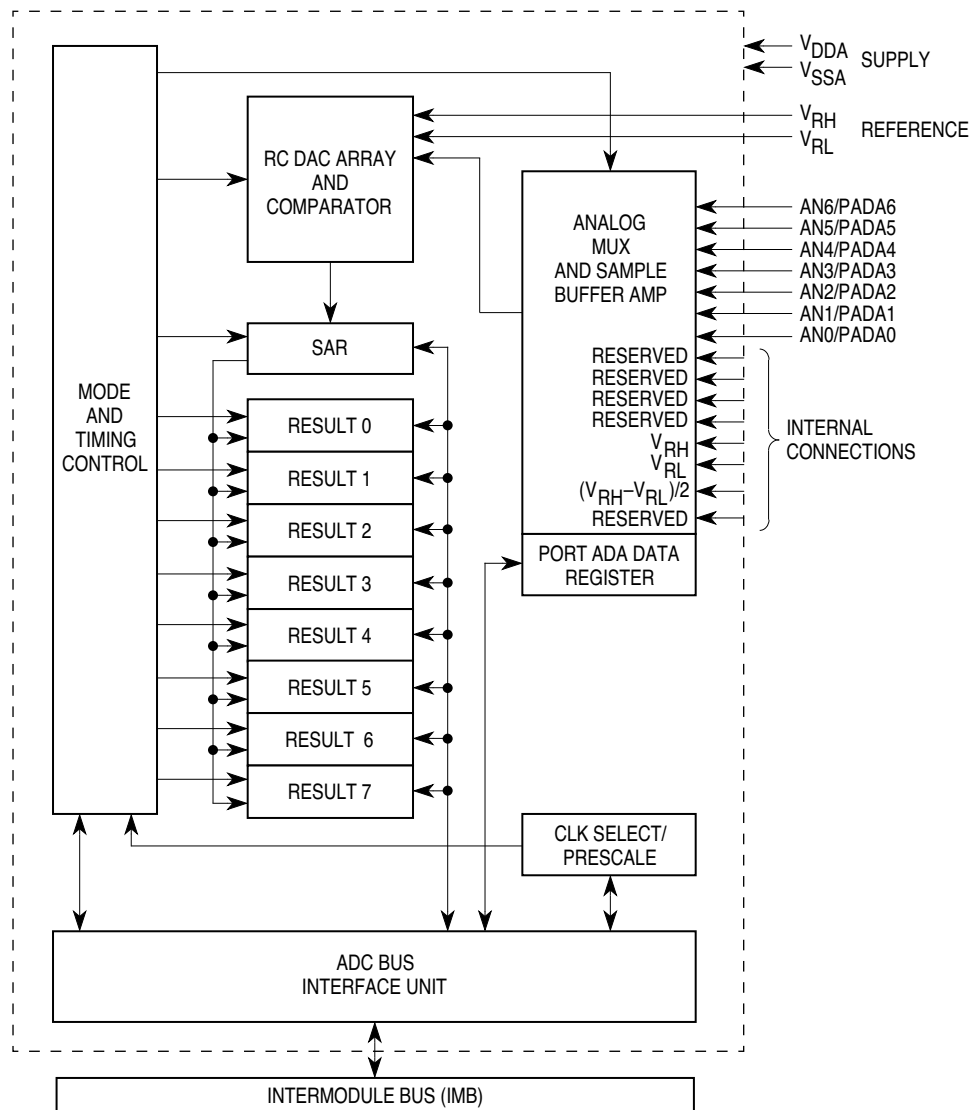 V_DDA
V_SSA
SUPPLY
V_RH
V_RL
REFERENCE
RC DAC ARRAY
AND
COMPARATOR
ANALOG
MUX
AND SAMPLE
BUFFER AMP
AN6/PADA6
AN5/PADA5
AN4/PADA4
AN3/PADA3
AN2/PADA2
AN1/PADA1
AN0/PADA0
RESERVED
RESERVED
RESERVED
RESERVED
V_RH
V_RL
(V_RH–V_RL)/2
RESERVED
INTERNAL
CONNECTIONS
PORT ADA DATA
REGISTER
MODE
AND
TIMING
CONTROL
SAR
RESULT 0
RESULT 1
RESULT 2
RESULT 3
RESULT 4
RESULT 5
RESULT 6
RESULT 7
CLK SELECT/
PRESCALE
ADC BUS
INTERFACE UNIT
INTERMODULE BUS (IMB)